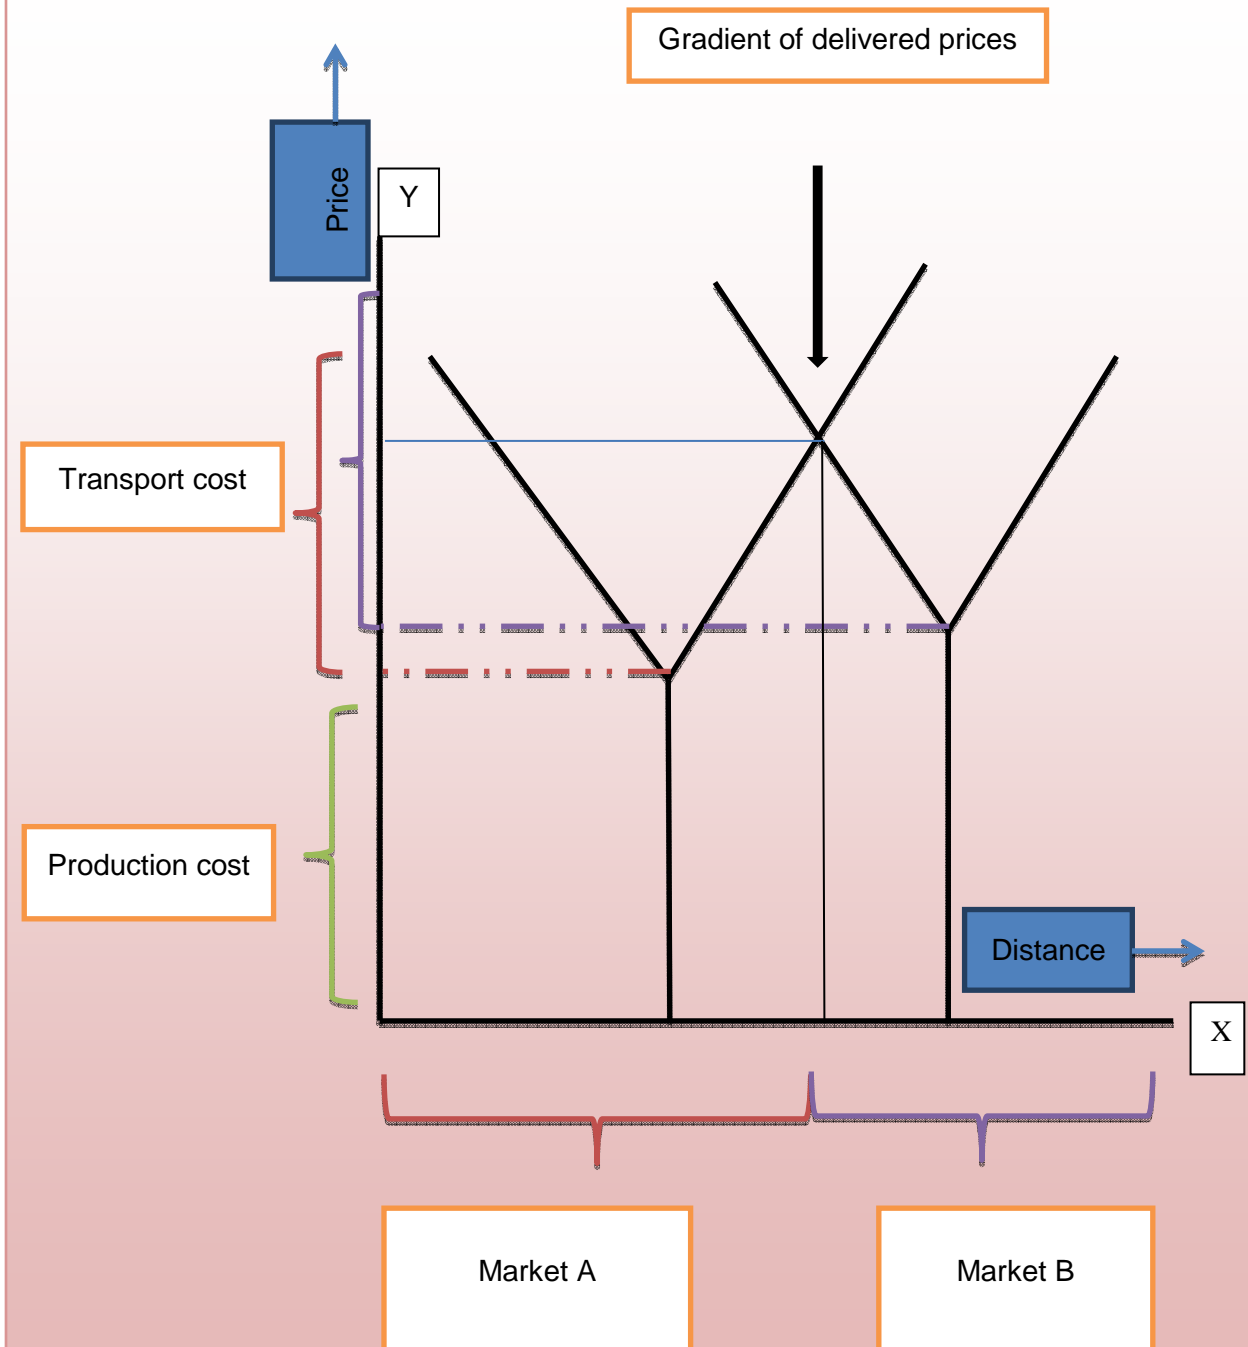 Gradient of delivered prices
Price
Y
Transport cost
Production cost
Distance
X
Market A
Market B